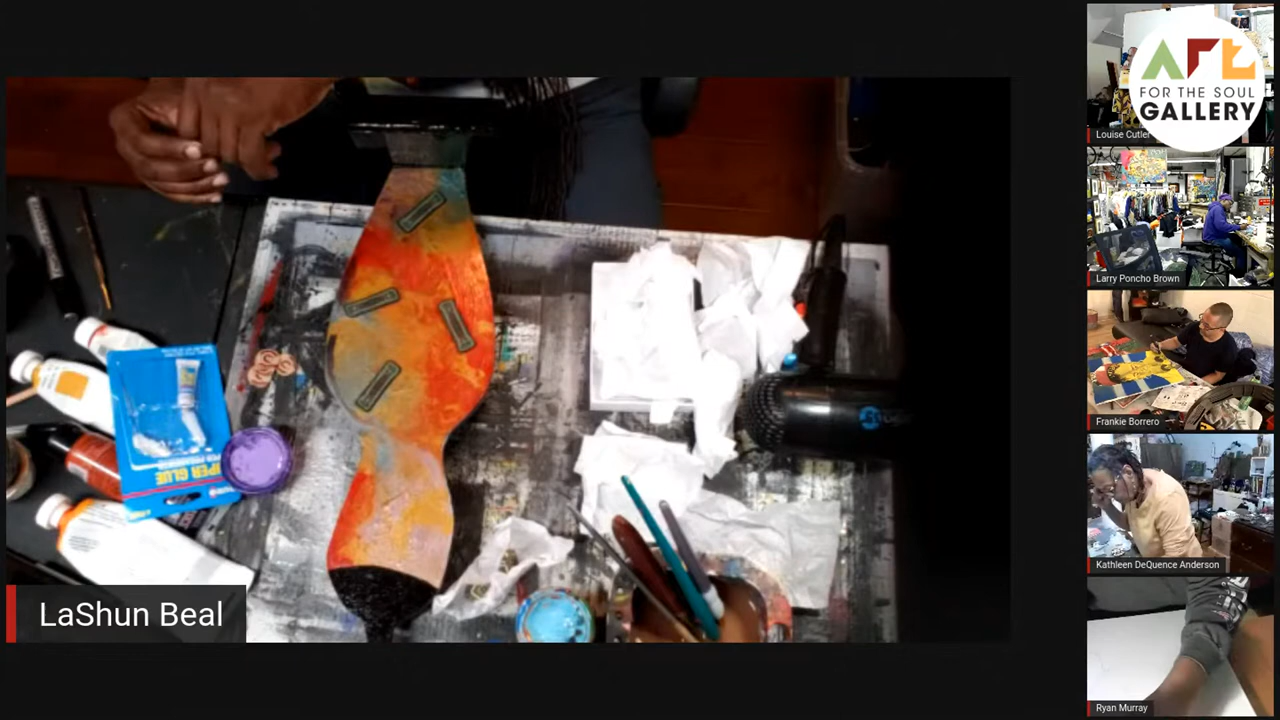 LaShun Beal
ART
FOR THE SOUL
GALLERY
Louise Cutler
Larry Poncho Brown
Frankie Borrero
Kathleen DeQuence Anderson
Ryan Murray
SUPER GLUE